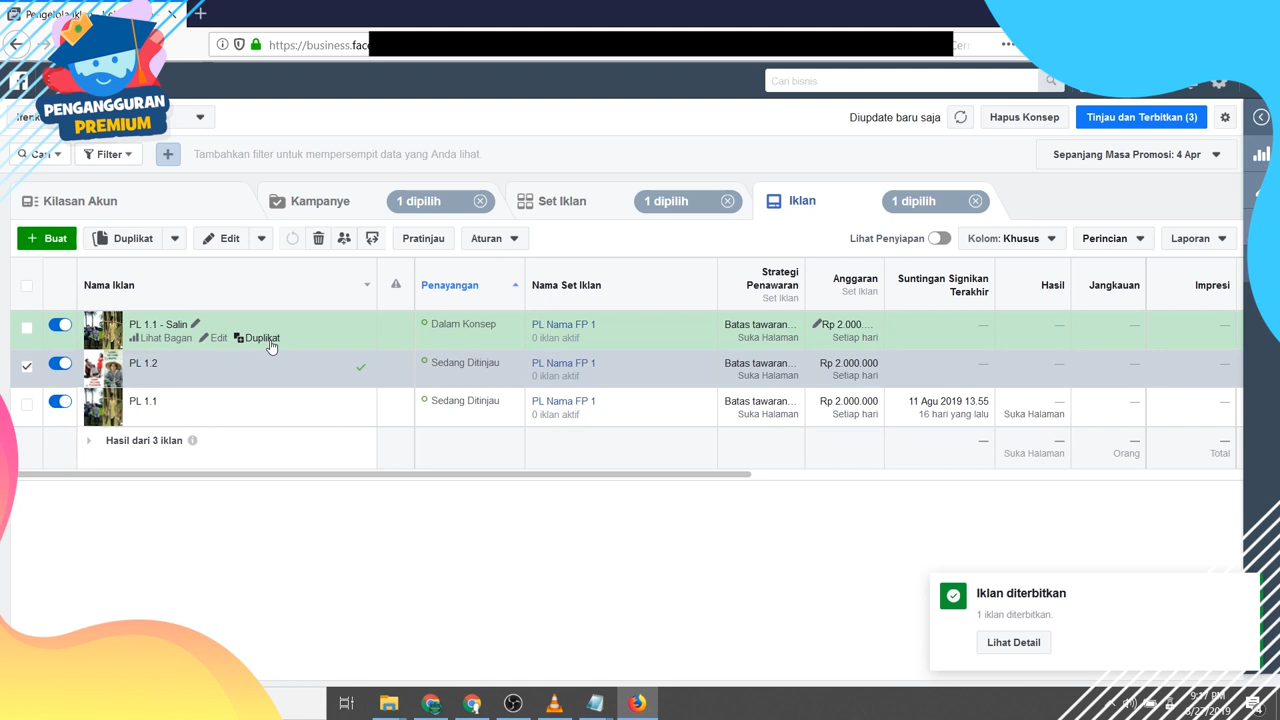 PENGANGGURAN
PREMIUM
https://business.face
Cari bisnis
Diupdate baru saja
Hapus Konsep
Tinjau dan Terbitkan (3)
Filter
Tambahkan filter untuk mempersempit data yang Anda lihat.
Sepanjang Masa Promosi: 4 Apr
Kilasan Akun
Kampanye
1 dipilih
Set Iklan
1 dipilih
Iklan
1 dipilih
+ Buat
Duplikat
Edit
Pratinjau
Aturan
Lihat Penyiapan
Kolom: Khusus
Perincian
Laporan
Nama Iklan
Penayangan
Nama Set Iklan
Strategi
Penawaran
Set Iklan
Anggaran
Set Iklan
Suntingan Signikan
Terakhir
Hasil
Jangkauan
Impresi
PL 1.1 - Salin
Lihat Bagan
Edit
Duplikat
Dalam Konsep
PL Nama FP 1
0 iklan aktif
Batas tawaran...
Suka Halaman
Rp 2.000....
Setiap hari
—
—
—
—
PL 1.2
Sedang Ditinjau
PL Nama FP 1
0 iklan aktif
Batas tawaran...
Suka Halaman
Rp 2.000.000
Setiap hari
—
—
—
—
PL 1.1
Sedang Ditinjau
PL Nama FP 1
0 iklan aktif
Batas tawaran...
Suka Halaman
Rp 2.000.000
Setiap hari
11 Agu 2019 13.55
16 hari yang lalu
—
Suka Halaman
—
—
Hasil dari 3 iklan
—
—
Suka Halaman
—
Orang
—
Total
Iklan diterbitkan
1 iklan diterbitkan.
Lihat Detail
9:17 PM
8/27/2019